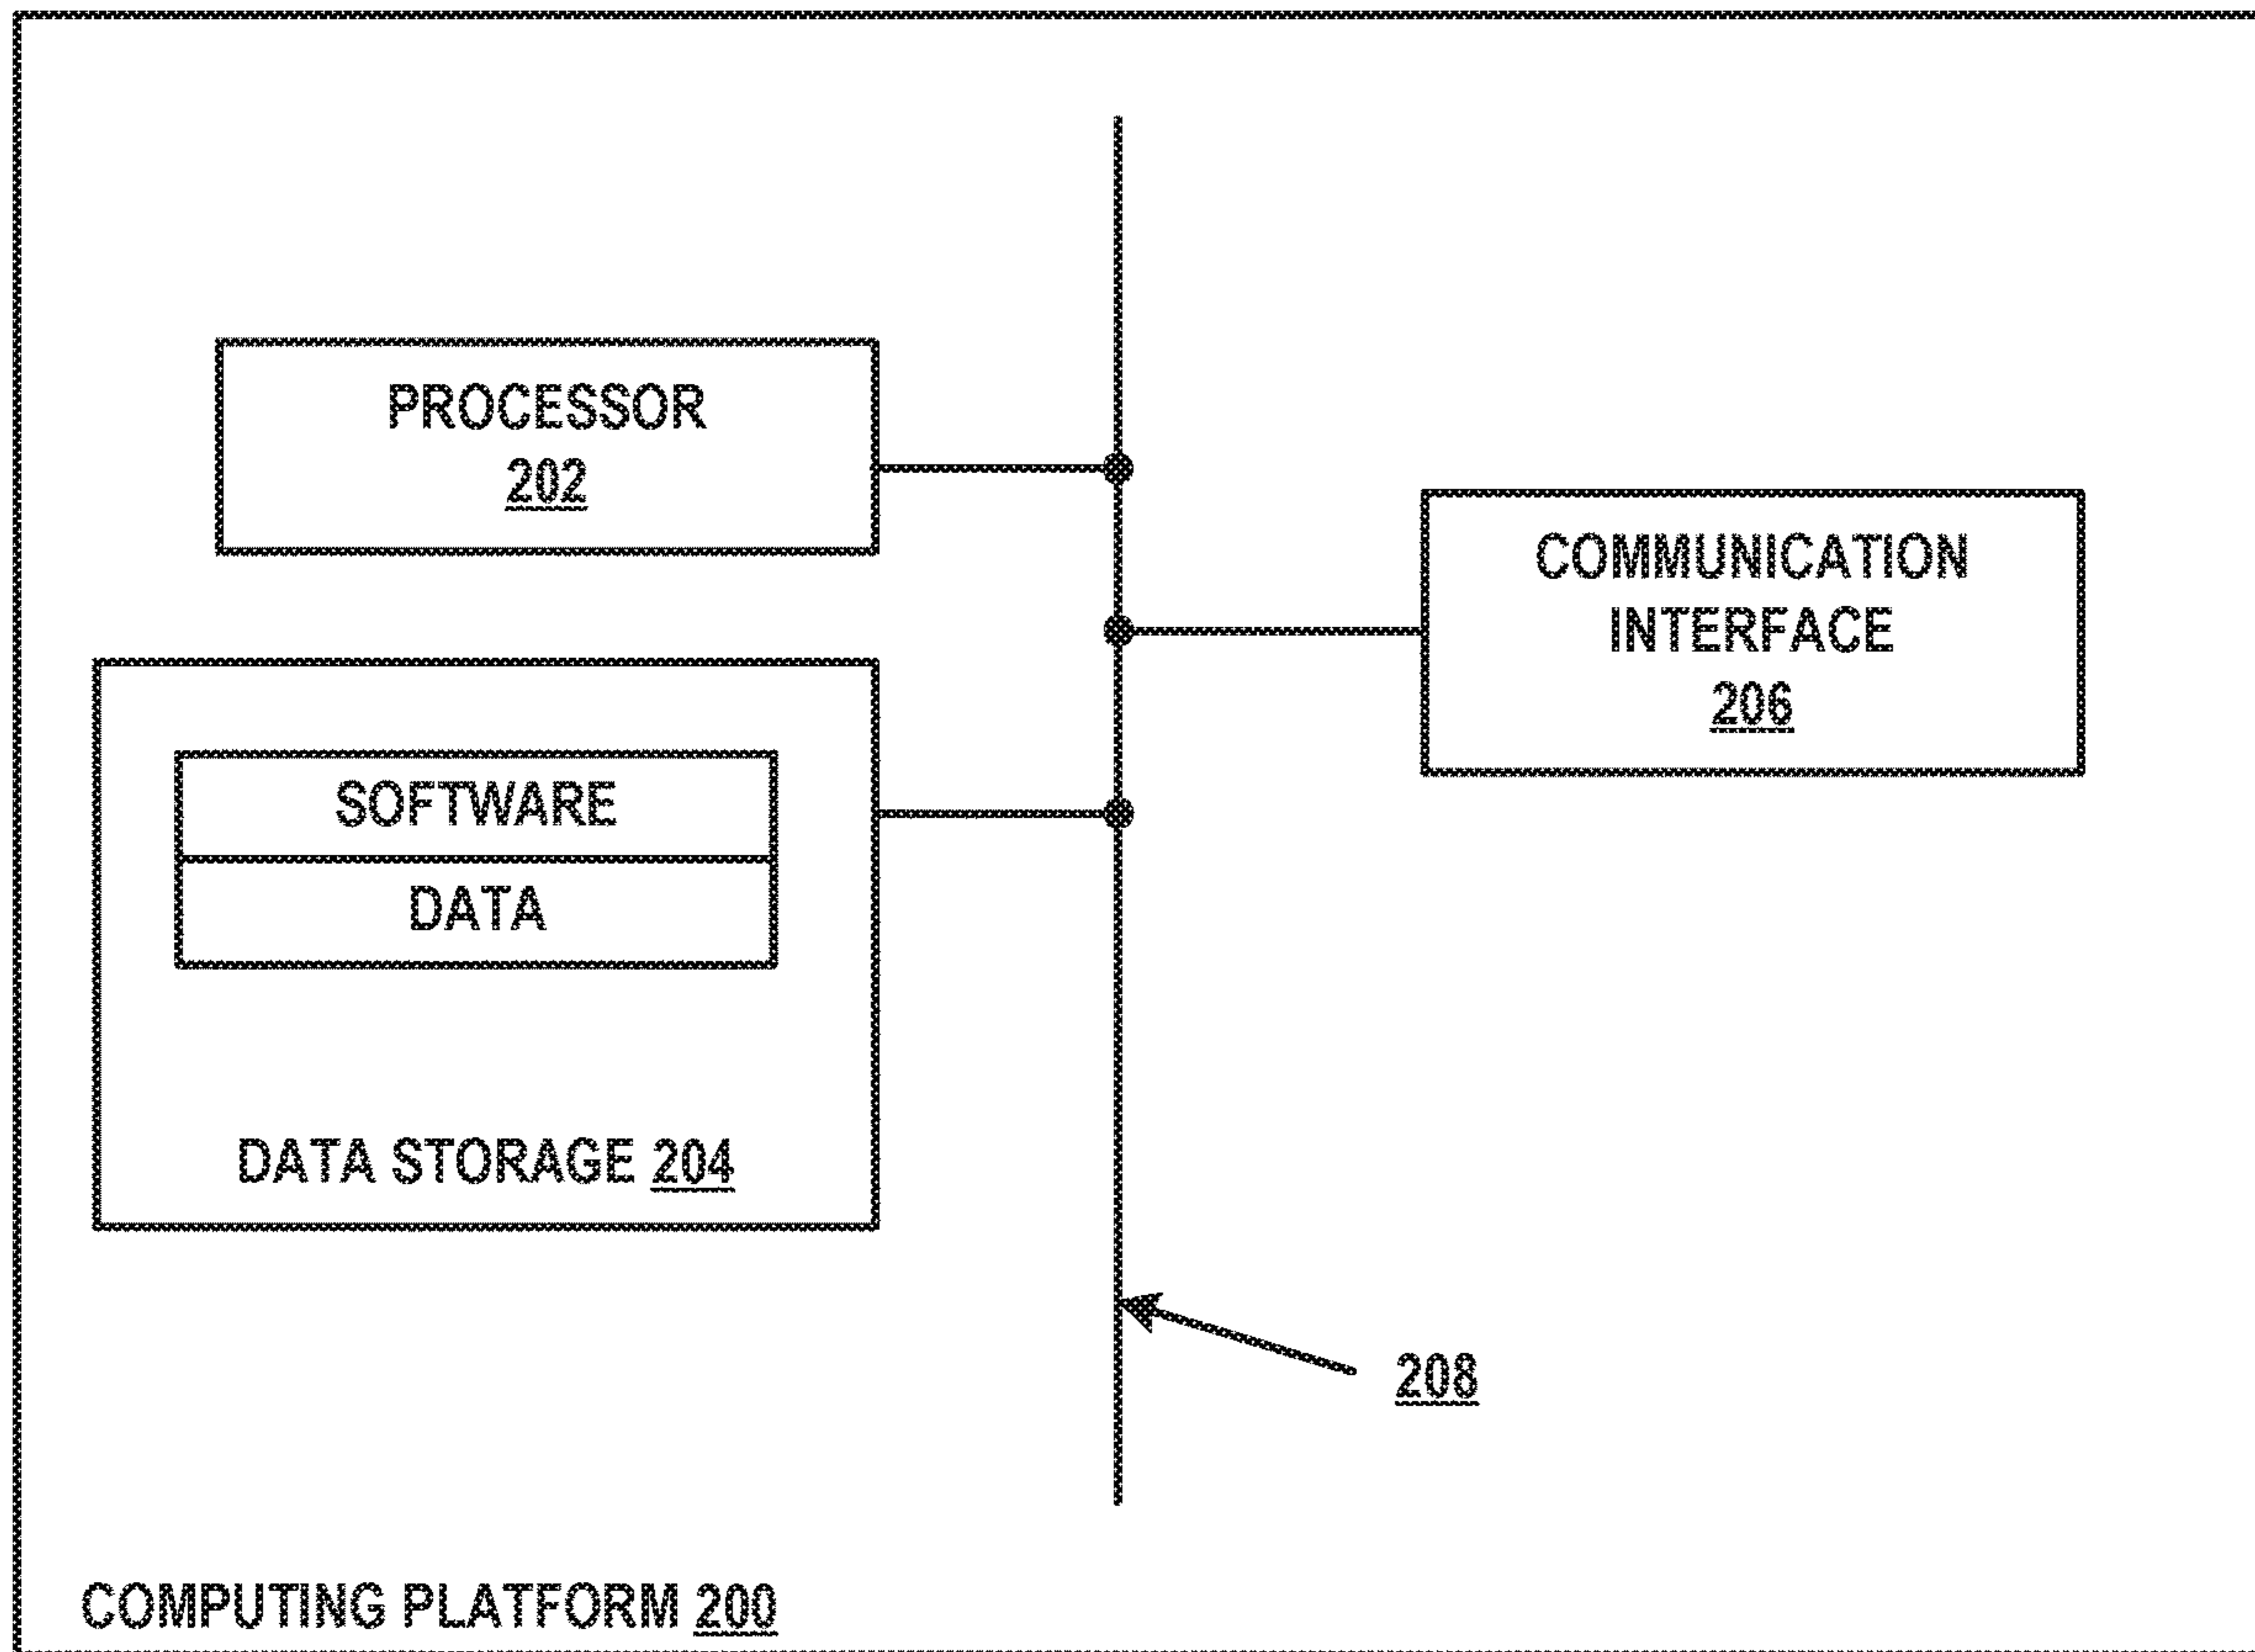 PROCESSOR
202
COMMUNICATION
INTERFACE
206
SOFTWARE
DATA
DATA STORAGE 204
208
COMPUTING PLATFORM 200